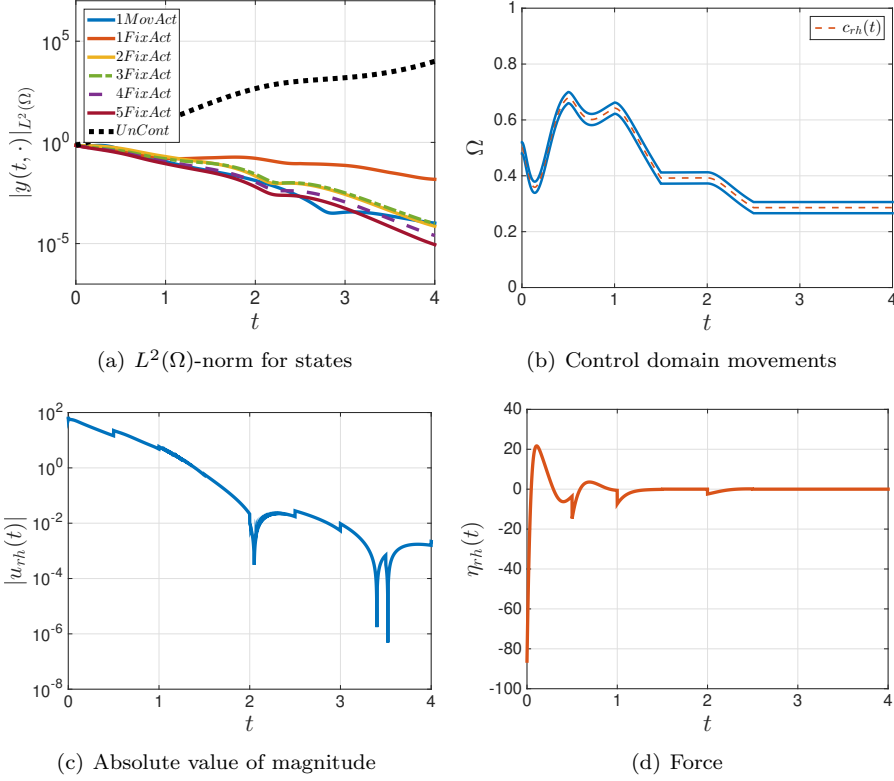 |y(t, ·)|_{L^2(Ω)}
10^5
10^0
10^{-5}
1MovAct
1FixAct
2FixAct
3FixAct
4FixAct
5FixAct
UnCont
0 1 2 3 4
t
(a) L^2(Ω)-norm for states
Ω
1
0.8
0.6
0.4
0.2
0
c_{rh}(t)
0 1 2 3 4
t
(b) Control domain movements
|u_{rh}(t)|
10^2
10^0
10^{-2}
10^{-4}
10^{-6}
10^{-8}
0 1 2 3 4
t
(c) Absolute value of magnitude
η_{rh}(t)
40
20
0
-20
-40
-60
-80
-100
0 1 2 3 4
t
(d) Force